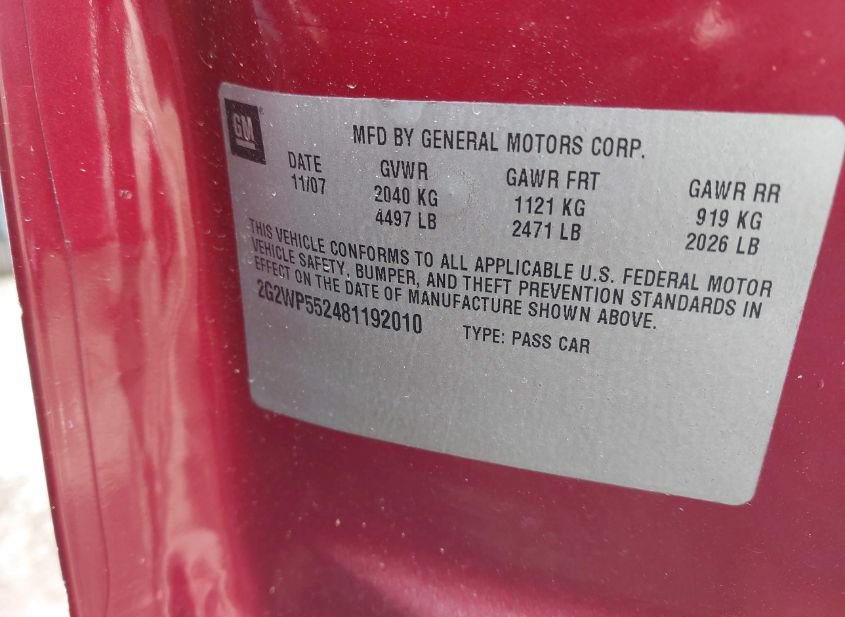 GM
MFD BY GENERAL MOTORS CORP.
DATE GVWR GAWR FRT GAWR RR
11/07 2040 KG 1121 KG 919 KG
4497 LB 2471 LB 2026 LB
THIS VEHICLE CONFORMS TO ALL APPLICABLE U.S. FEDERAL MOTOR
VEHICLE SAFETY, BUMPER, AND THEFT PREVENTION STANDARDS IN
EFFECT ON THE DATE OF MANUFACTURE SHOWN ABOVE.
2G2WP552481192010 TYPE: PASS CAR